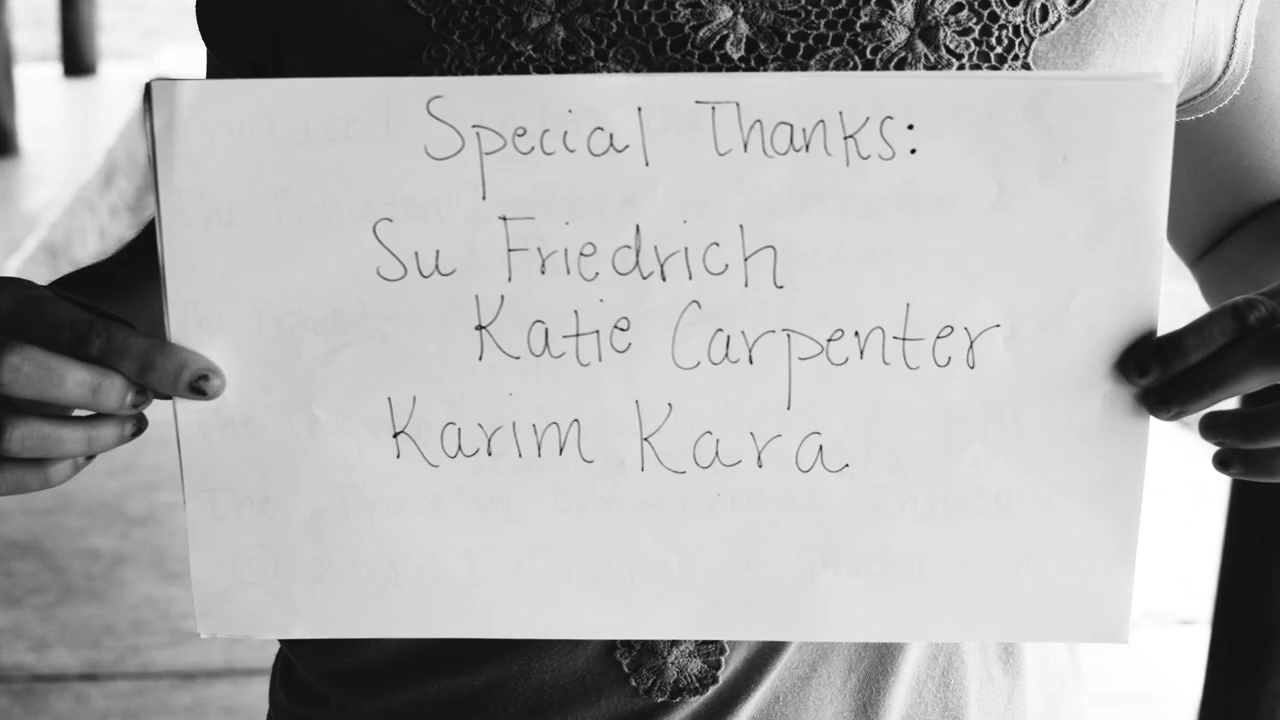 Special Thanks:
Su Friedrich
Katie Carpenter
Karim Kara